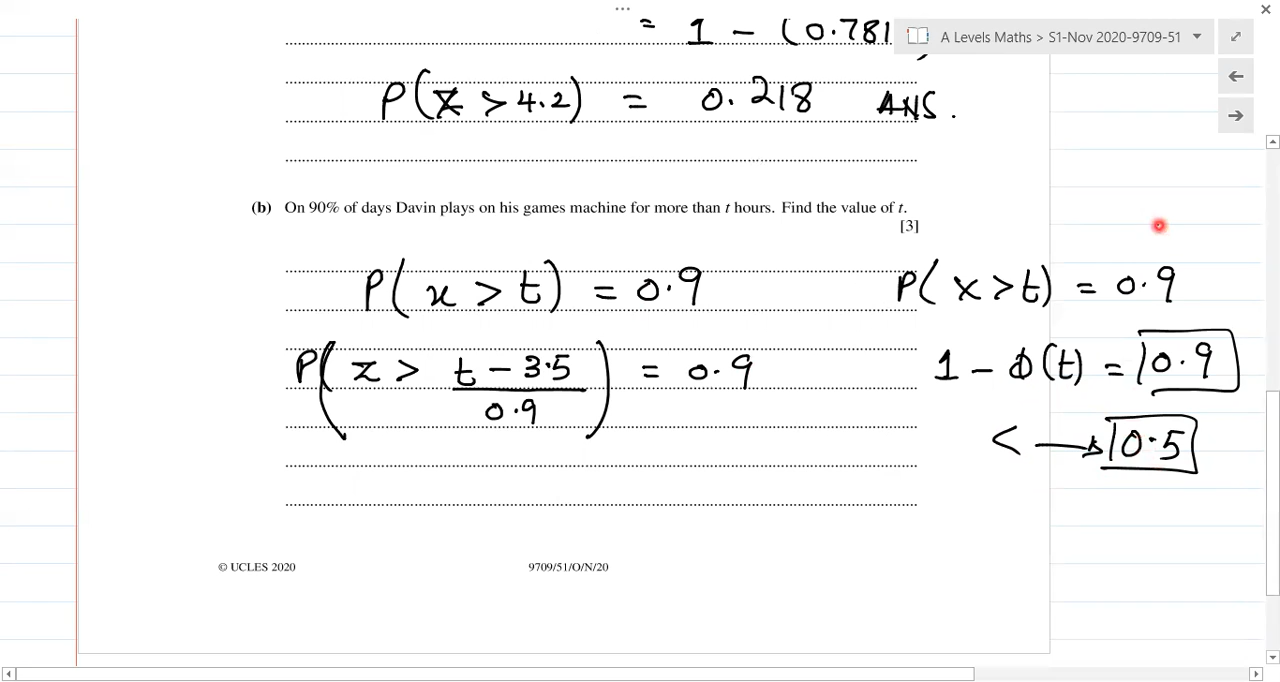 = 1 - (0.781
A Levels Maths > S1-Nov 2020-9709-51
P(Z > 4.2) = 0.218 ANS.
(b) On 90% of days Davin plays on his games machine for more than t hours. Find the value of t.
[3]
P(x > t) = 0.9
P(z > t - 3.5 / 0.9) = 0.9
P(x > t) = 0.9
1 - Φ(t) = 0.9
< → 0.5
© UCLES 2020
9709/51/O/N/20